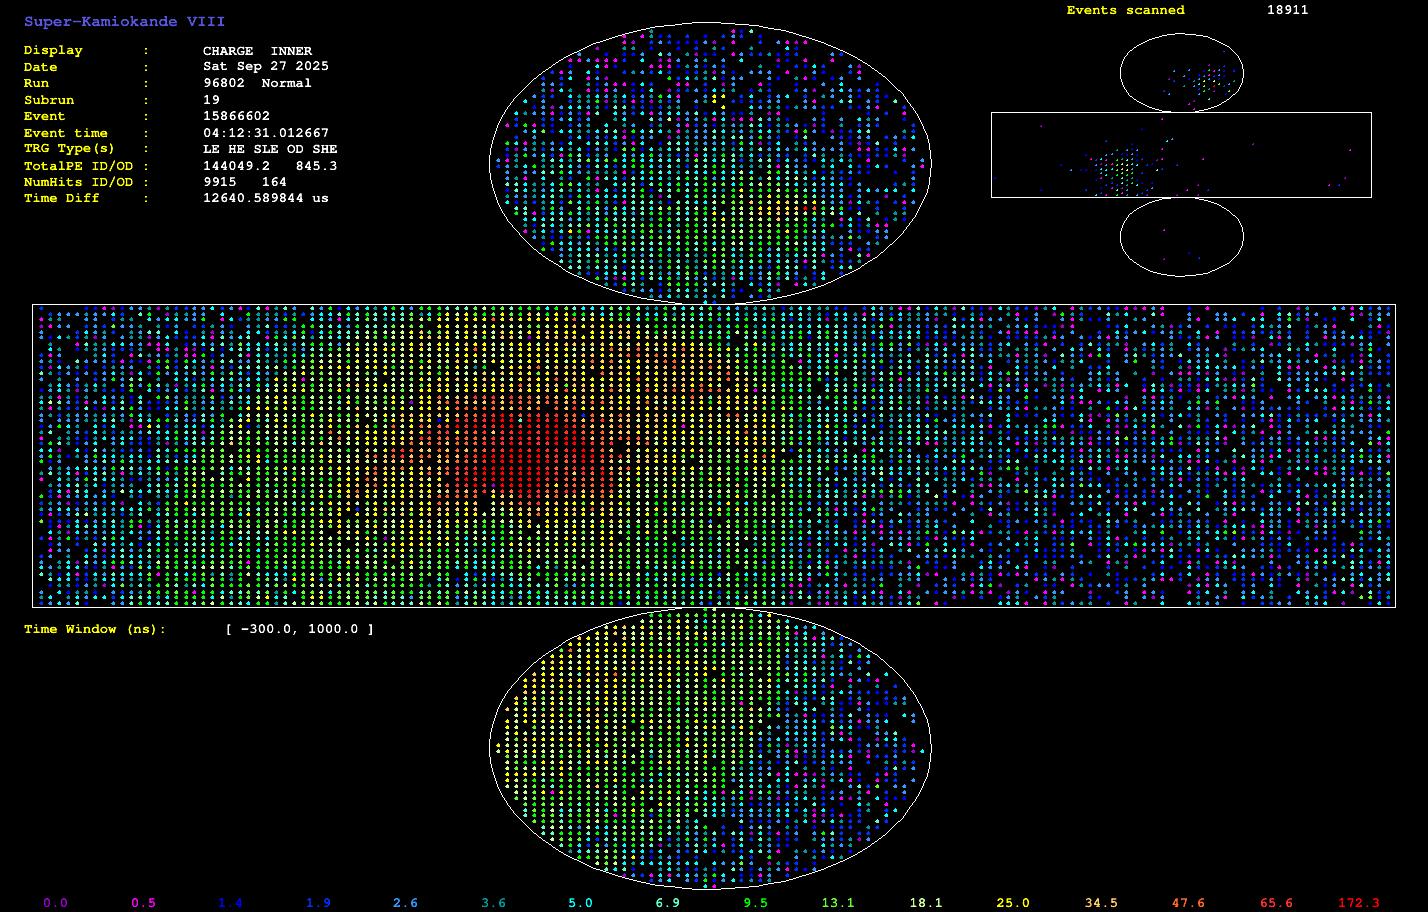 Super-Kamiokande VIII
Display : CHARGE INNER
Date : Sat Sep 27 2025
Run : 96802 Normal
Subrun : 19
Event : 15866602
Event time : 04:12:31.012667
TRG Type(s) : LE HE SLE OD SHE
TotalPE ID/OD : 144049.2 845.3
NumHits ID/OD : 9915 164
Time Diff : 12640.589844 us
Events scanned 18911
Time Window (ns): [ -300.0, 1000.0 ]
0.0 0.5 1.4 1.9 2.6 3.6 5.0 6.9 9.5 13.1 18.1 25.0 34.5 47.6 65.6 172.3